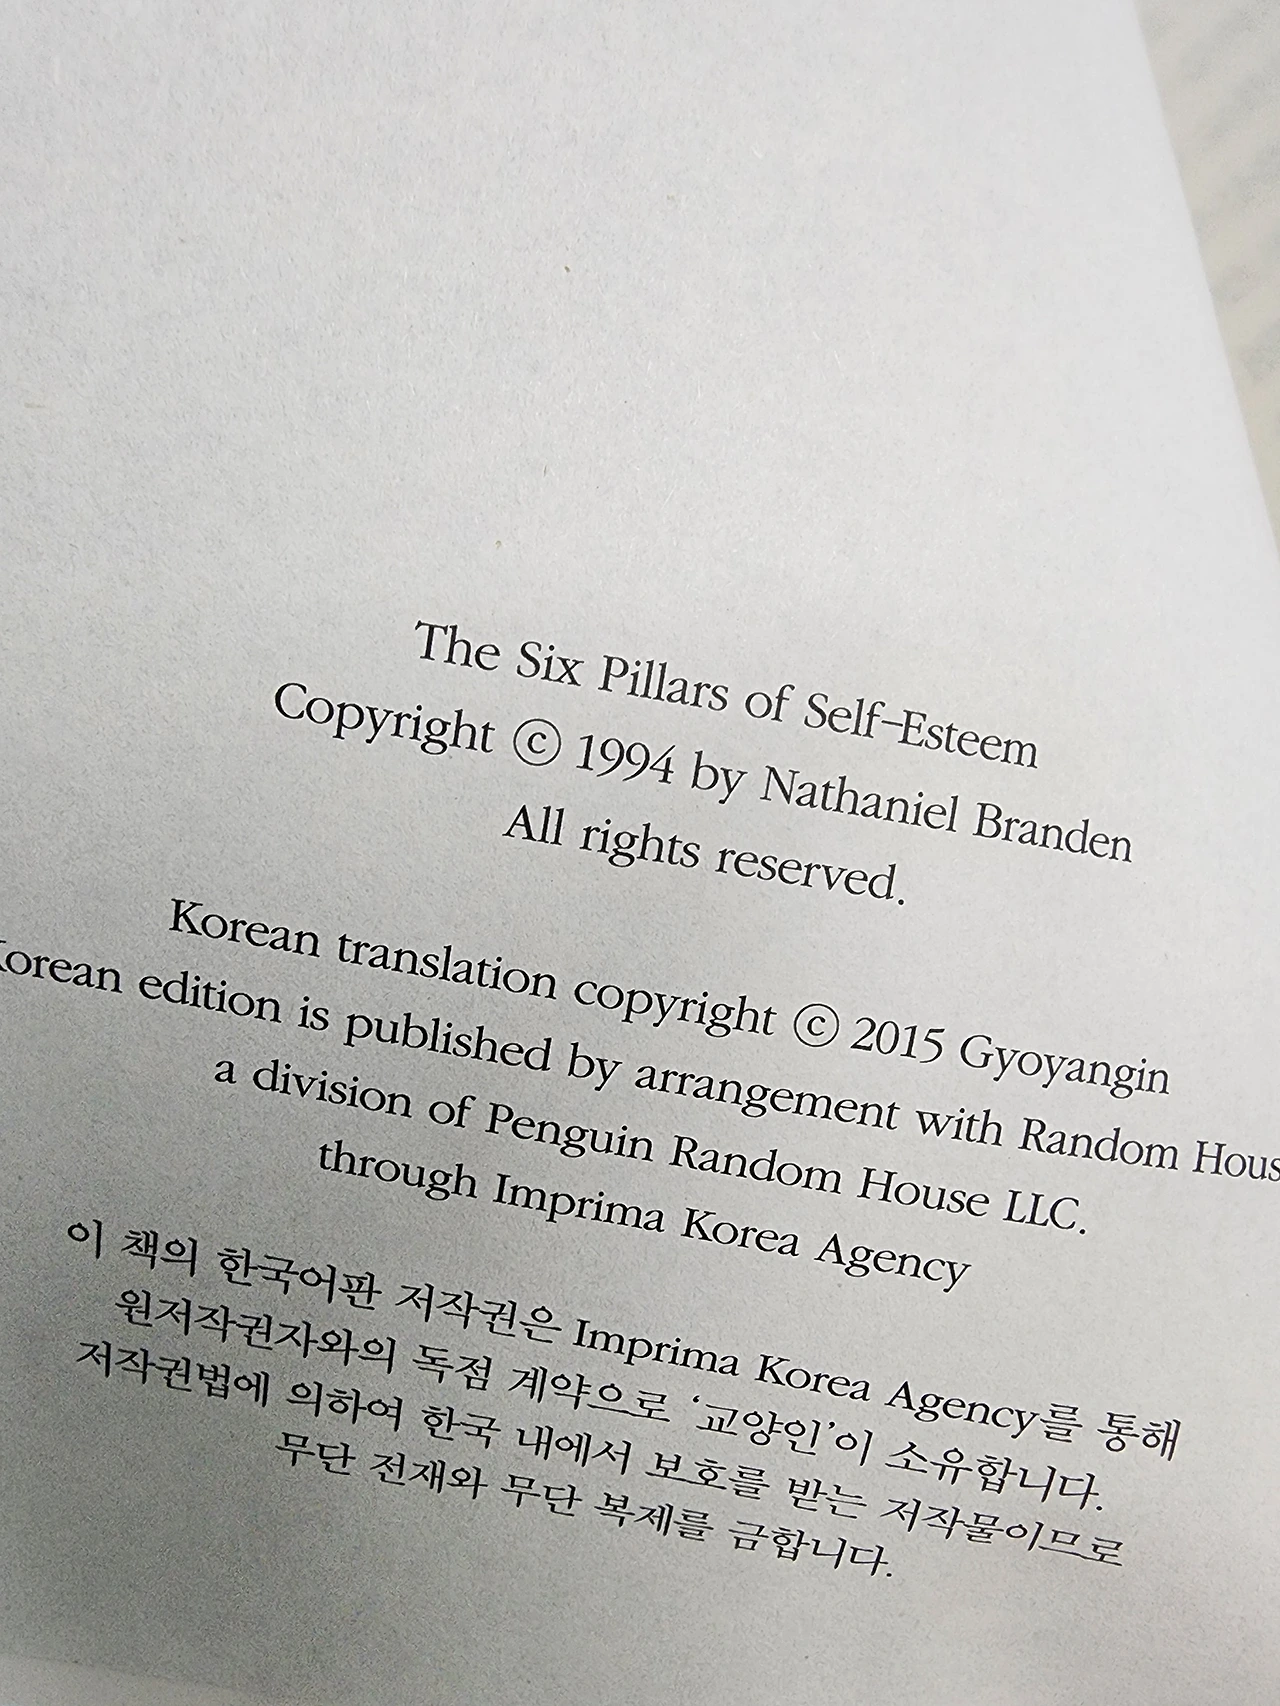 The Six Pillars of Self-Esteem
Copyright ⓒ 1994 by Nathaniel Branden
All rights reserved.
Korean translation copyright ⓒ 2015 Gyoyangin
edition is published by arrangement with Random
a division of Penguin Random House LLC.
through Imprima Korea Agency
이 책의 한국어판 저작권은 Imprima Korea Agency를 통해
원저작권자와의 독점 계약으로 ‘교양인’이 소유합니다.
저작권법에 의하여 한국 내에서 보호를 받는 저작물이므로
무단 전재와 무단 복제를 금합니다.